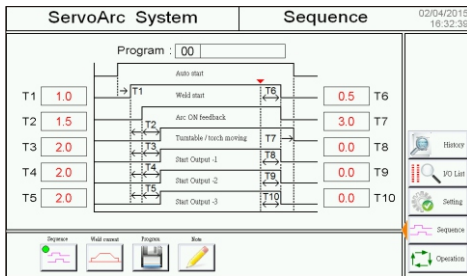 ServoArc System
Sequence
02/04/2015
16:32:39
Program : 00
Auto start
T1
Weld start
T6
T1 1.0
0.5 T6
Arc ON feedback
T2 1.5
3.0 T7
T2
Turntable / torch moving
T7
T3 2.0
0.0 T8
T3
Start Output -1
T8
T4 2.0
0.0 T9
T4
Start Output -2
T9
T5 2.0
0.0 T10
T5
Start Output -3
T10
History
I/O List
Setting
Sequence
Operation
Sequence
Weld current
Program
Note